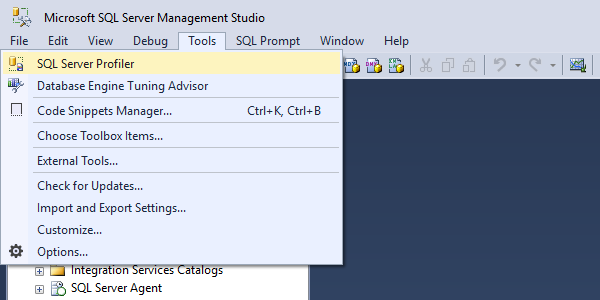 Microsoft SQL Server Management Studio
File Edit View Debug Tools SQL Prompt Window Help
SQL Server Profiler
Database Engine Tuning Advisor
Code Snippets Manager... Ctrl+K, Ctrl+B
Choose Toolbox Items...
External Tools...
Check for Updates...
Import and Export Settings...
Customize...
Options...
Integration Services Catalogs
SQL Server Agent